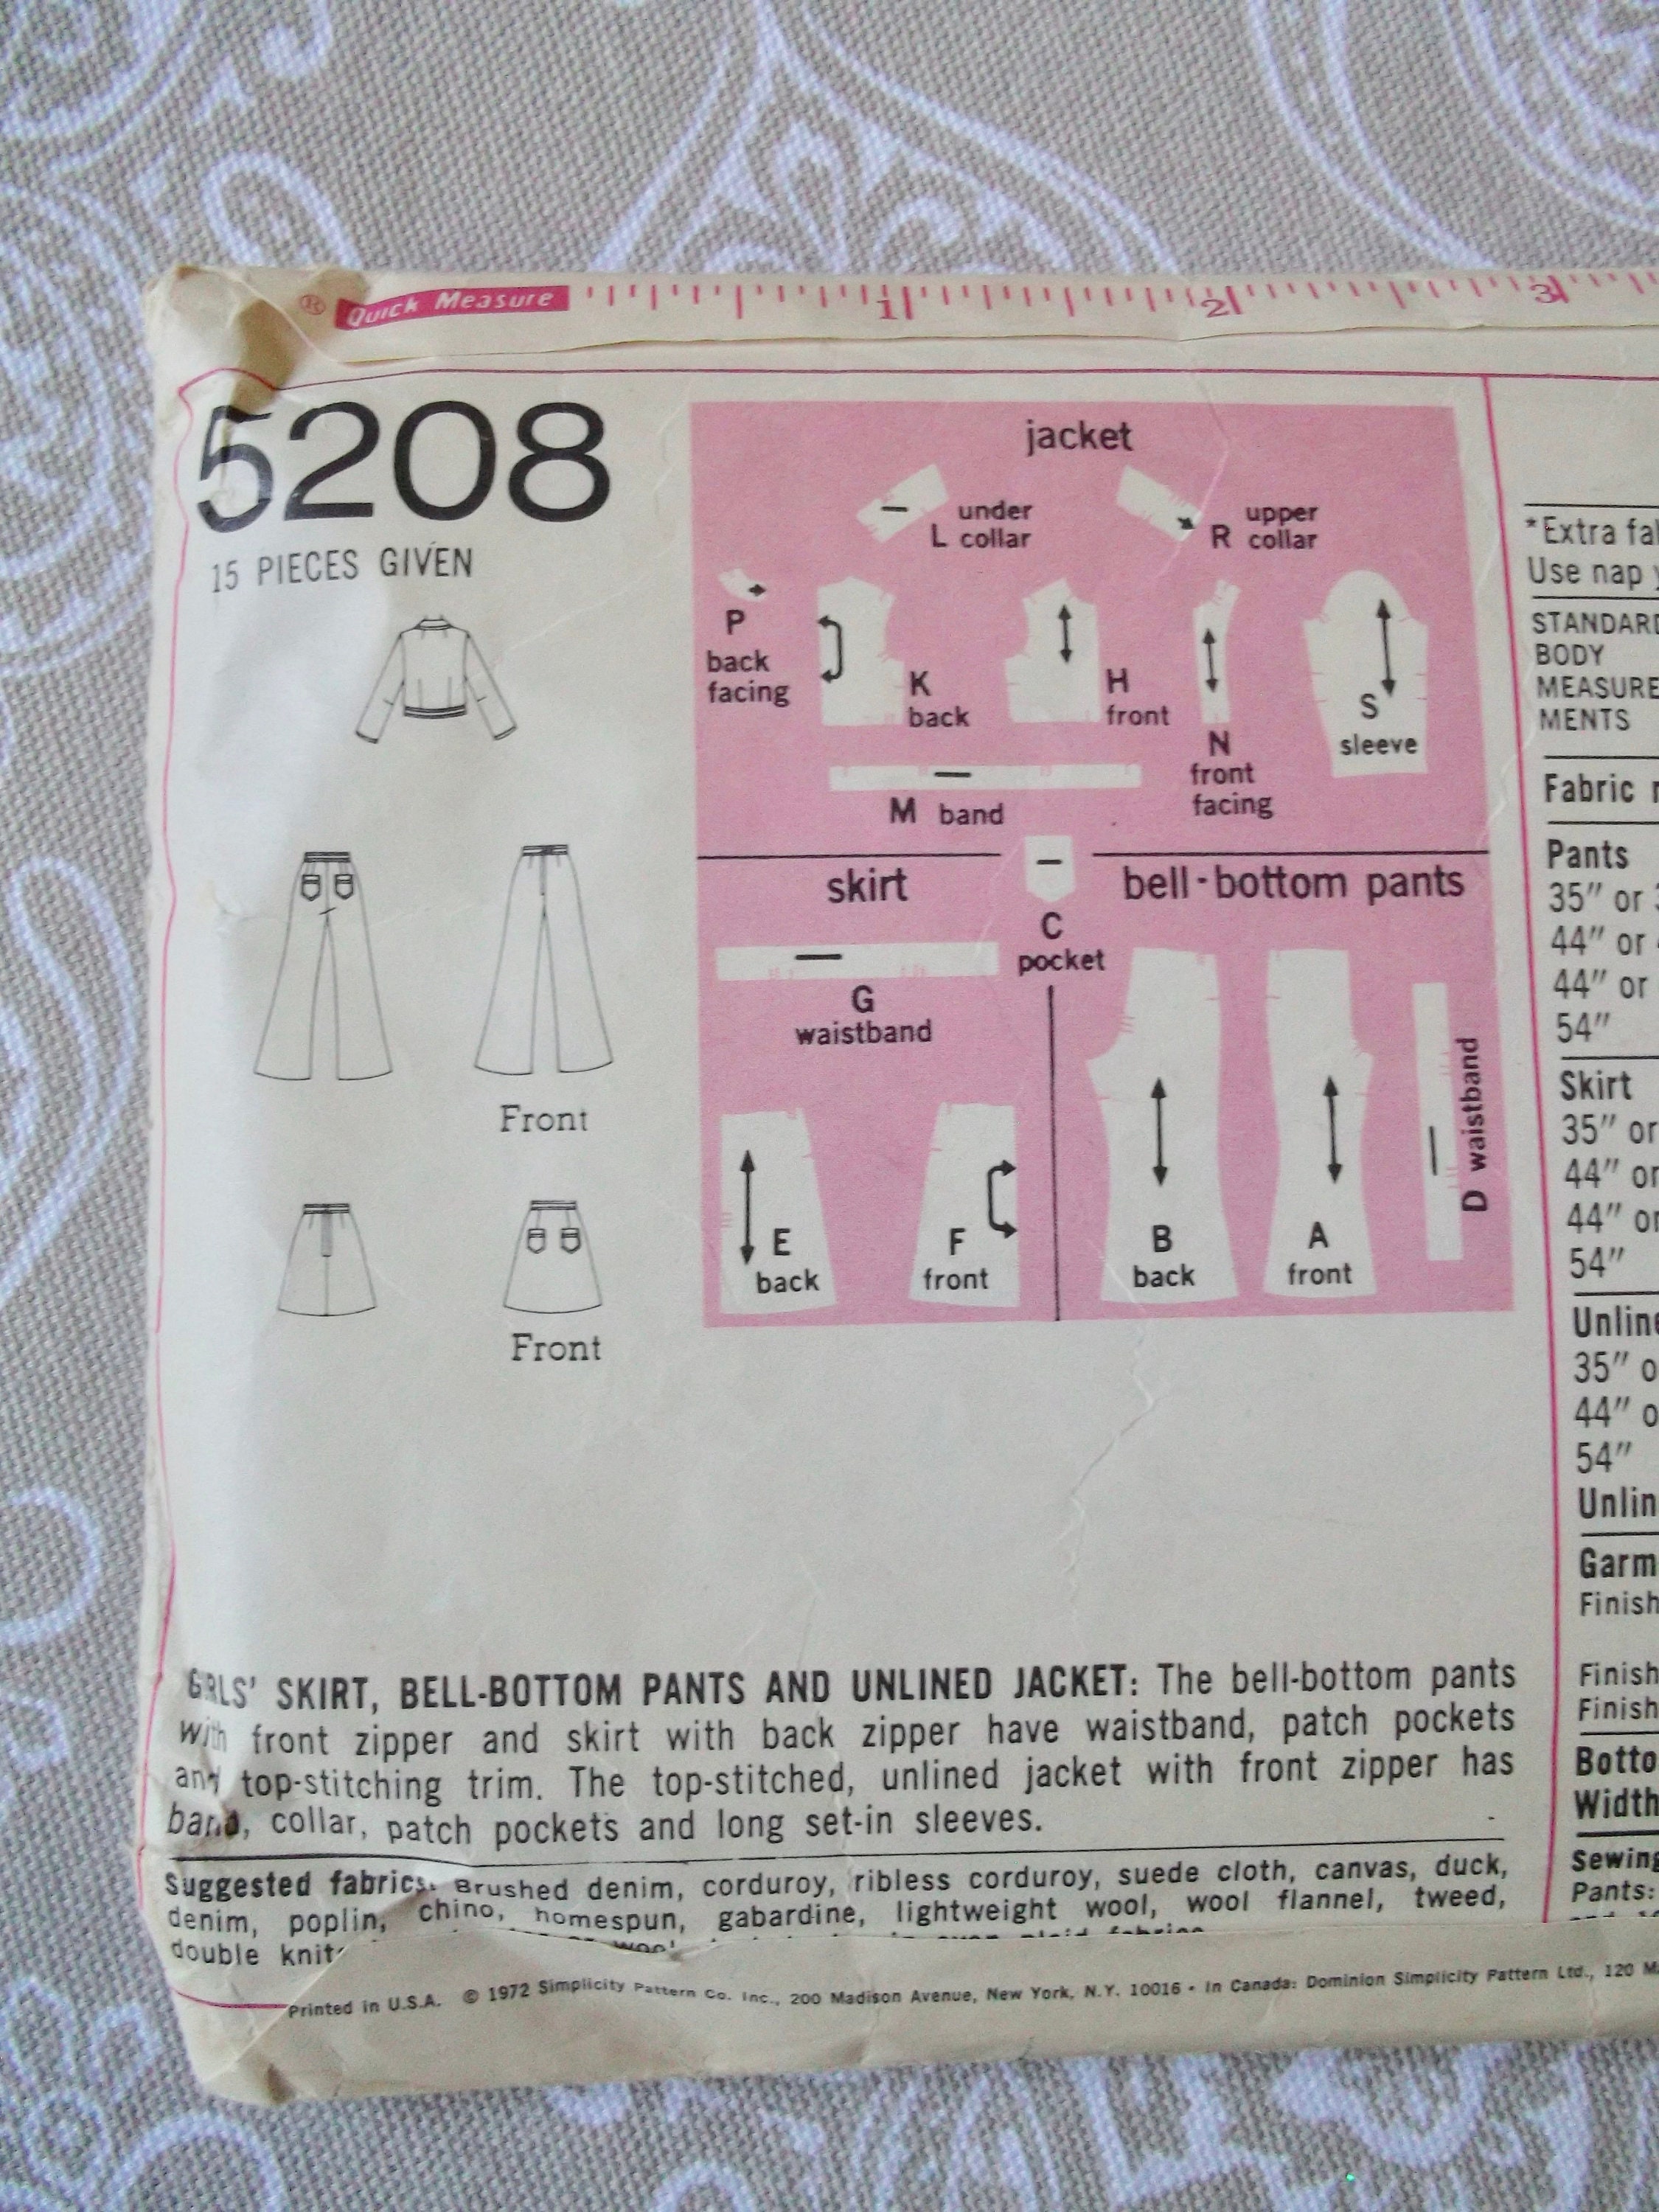 ® Quick Measure 1 2 3
5208
15 PIECES GIVEN
Front
Front
jacket
under
L collar
upper
R collar
P
back
facing
K
back
H
front
N
front
facing
S
sleeve
M band
skirt
bell-bottom pants
C
pocket
G
waistband
E
back
F
front
B
back
A
front
D waistband
GIRLS' SKIRT, BELL-BOTTOM PANTS AND UNLINED JACKET: The bell-bottom pants
with front zipper and skirt with back zipper have waistband, patch pockets
and top-stitching trim. The top-stitched, unlined jacket with front zipper has
band, collar, patch pockets and long set-in sleeves.
Suggested fabrics: Brushed denim, corduroy, ribless corduroy, suede cloth, canvas, duck,
denim, poplin, chino, homespun, gabardine, lightweight wool, wool flannel, tweed,
double knit
Printed in U.S.A. © 1972 Simplicity Pattern Co. Inc., 200 Madison Avenue, New York, N.Y. 10016 • In Canada: Dominion Simplicity Pattern Ltd., 120
*Extra
Use nap
STANDARD
BODY
MEASURE
MENTS
Fabric
Pants
35" or
44" or
44" or
54"
Skirt
35" or
44" or
44" or
54"
35"
44"
54"
Finish
Finish
Finish
Width
Sewing
Pants: